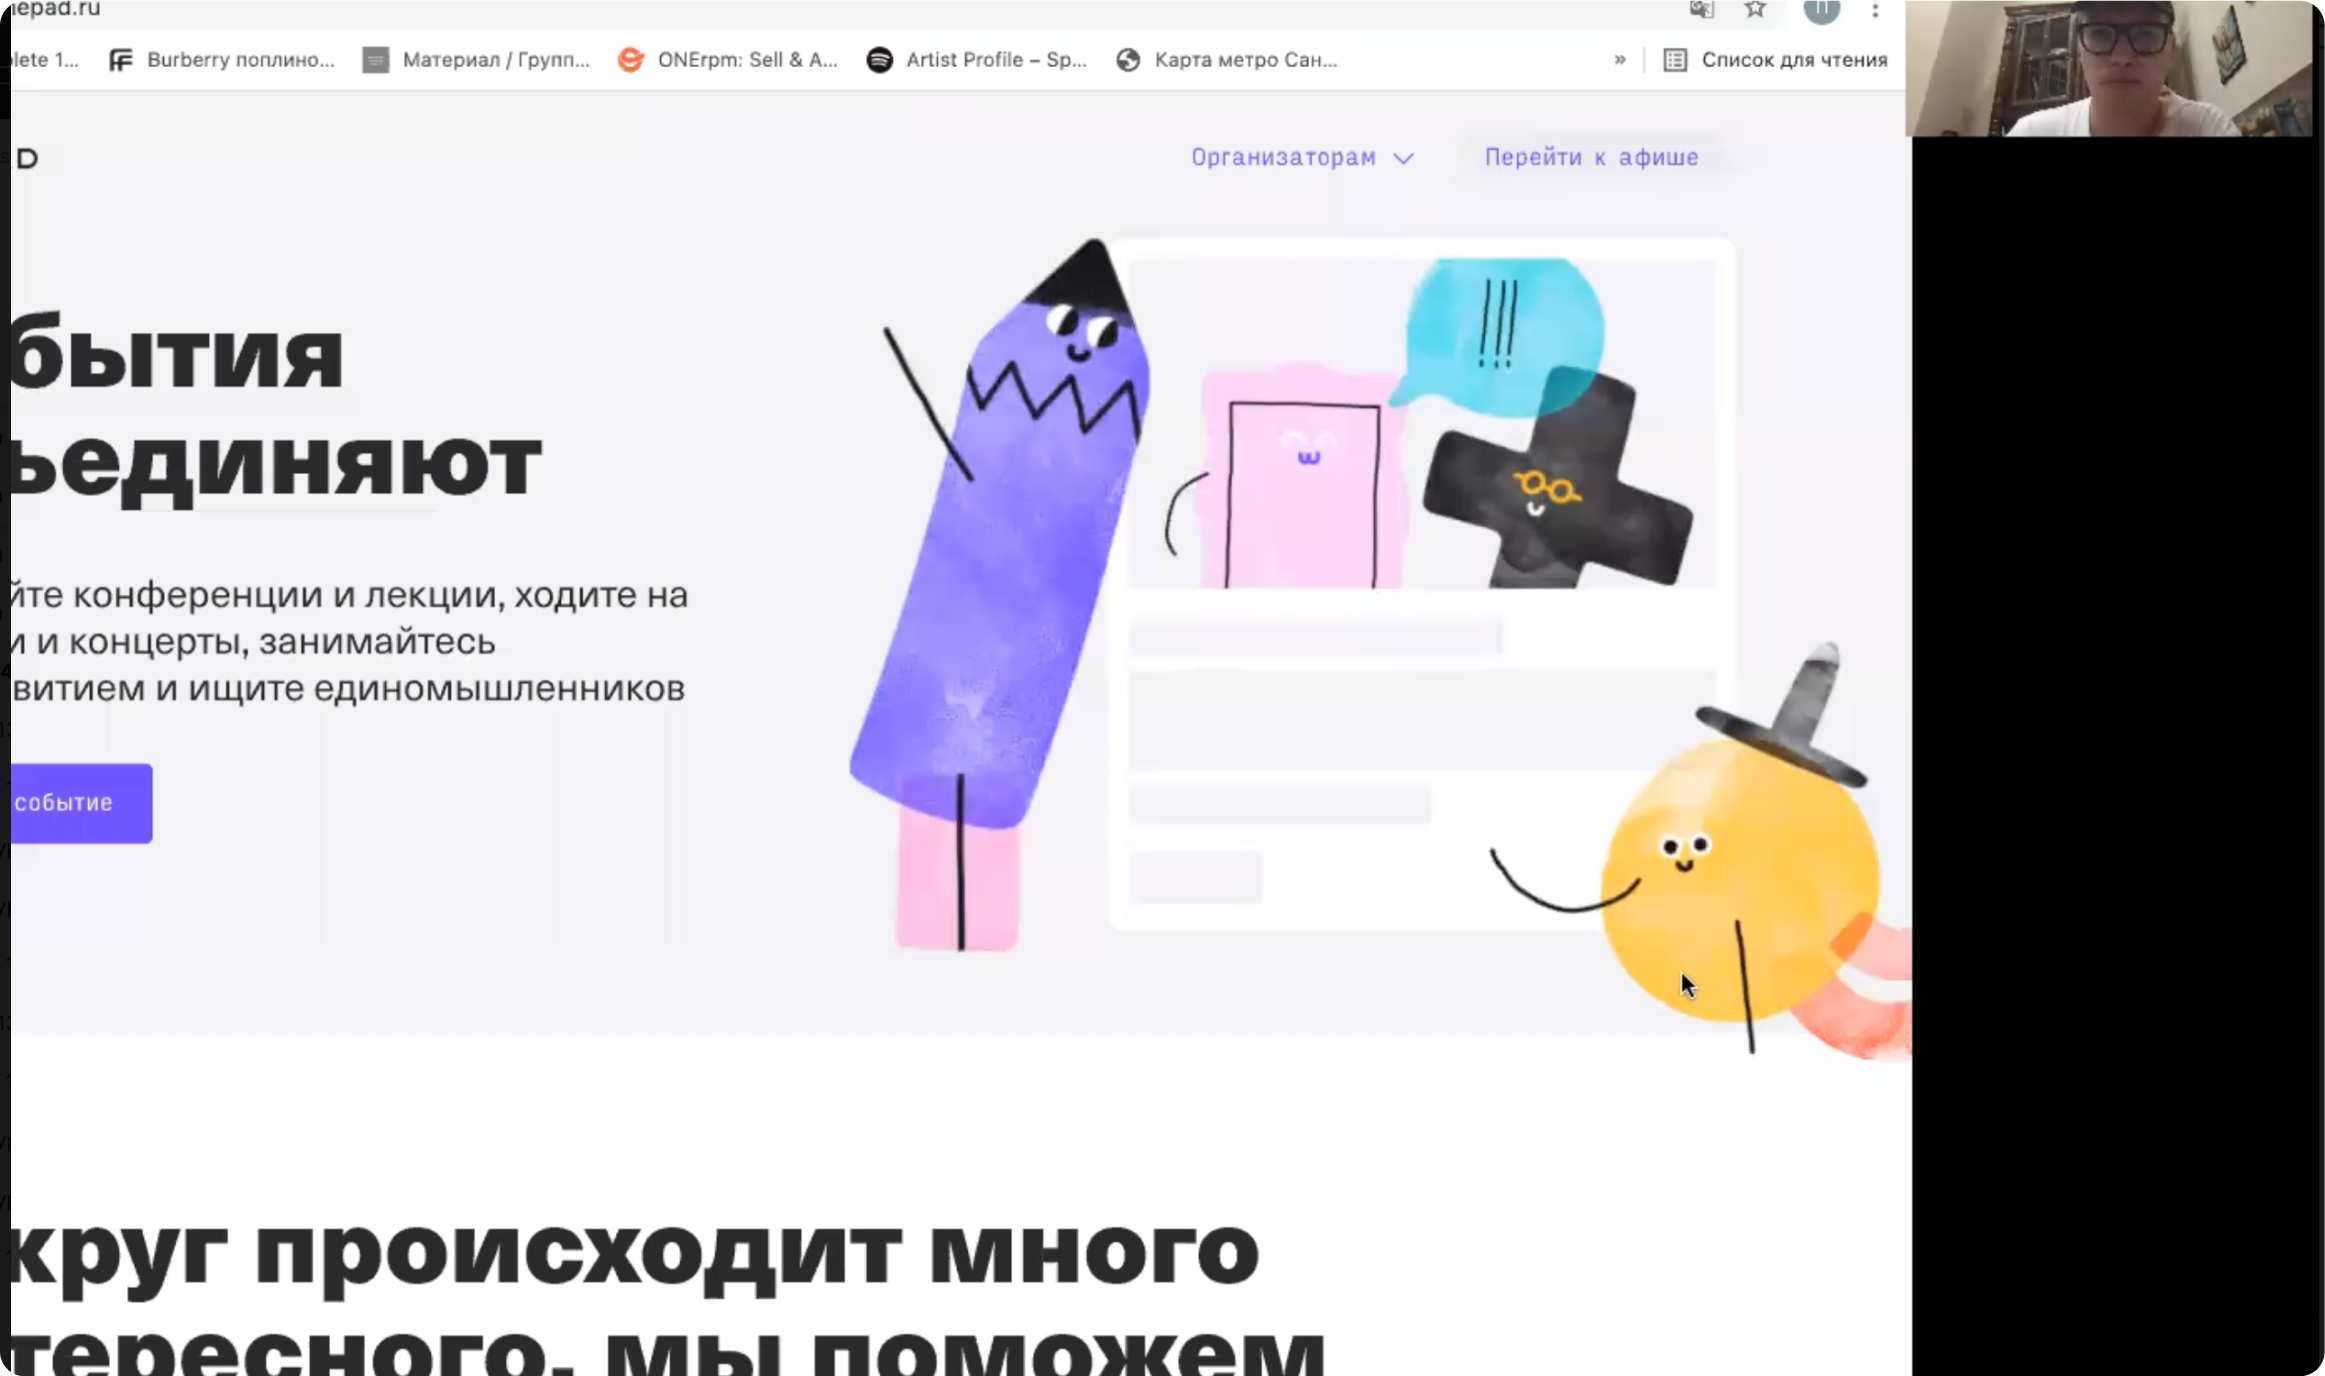 iepad.ru
lete 1... Burberry поплино... Материал / Групп... ONErpm: Sell & A... Artist Profile – Sp... Карта метро Сан... » Список для чтения
D Организаторам Перейти к афише
!!!
бытия
ъединяют
йте конференции и лекции, ходите на
и и концерты, занимайтесь
витием и ищите единомышленников
событие
круг происходит много
тересного, мы поможем